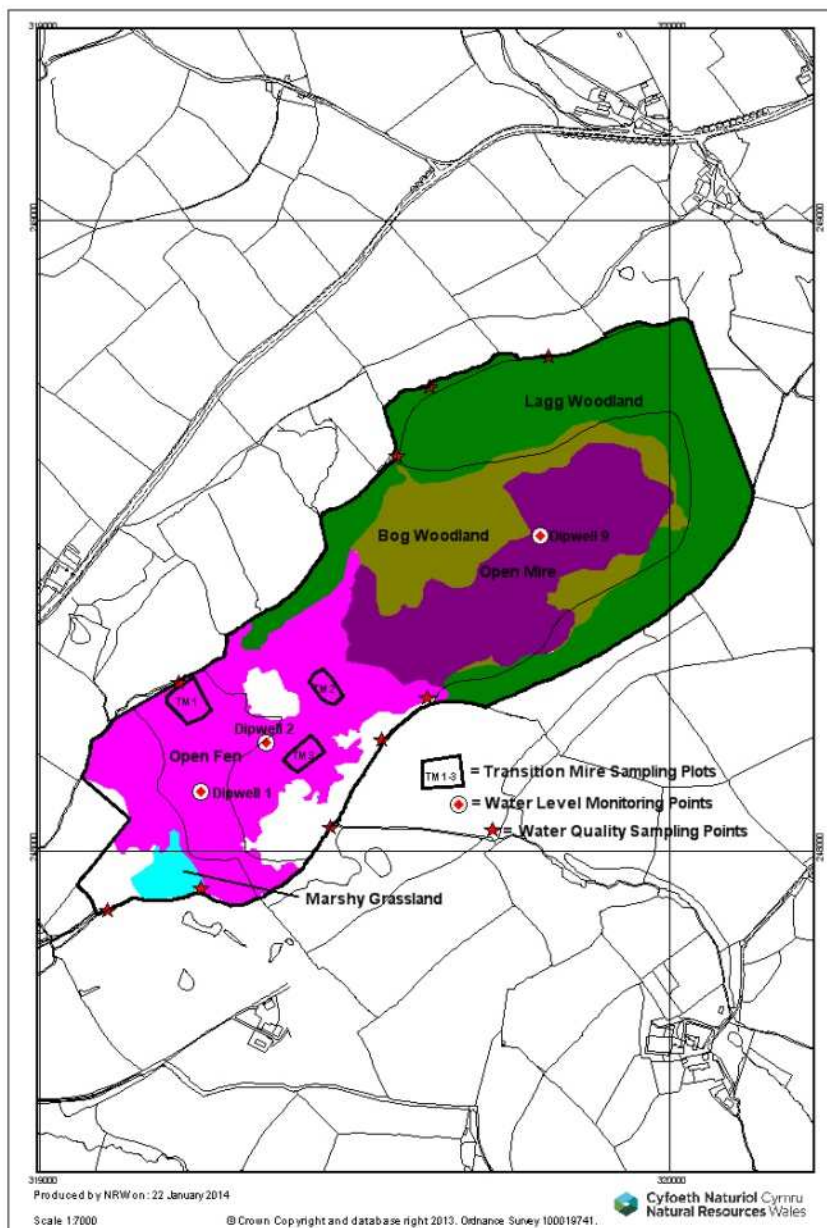 319000
320000
249000
249000
Lagg Woodland
Bog Woodland
Dipwell 9
Open Mire
TM 1
TM 2
Dipwell 2
TM 3
Open Fen
Dipwell 1
TM 1-3
= Transition Mire Sampling Plots
= Water Level Monitoring Points
= Water Quality Sampling Points
248000
248000
Marshy Grassland
319000
320000
Produced by NRW on : 22 January 2014
Scale 1:7000
© Crown Copyright and database right 2013. Ordnance Survey 100019741.
Cyfoeth Naturiol Cymru
Natural Resources Wales